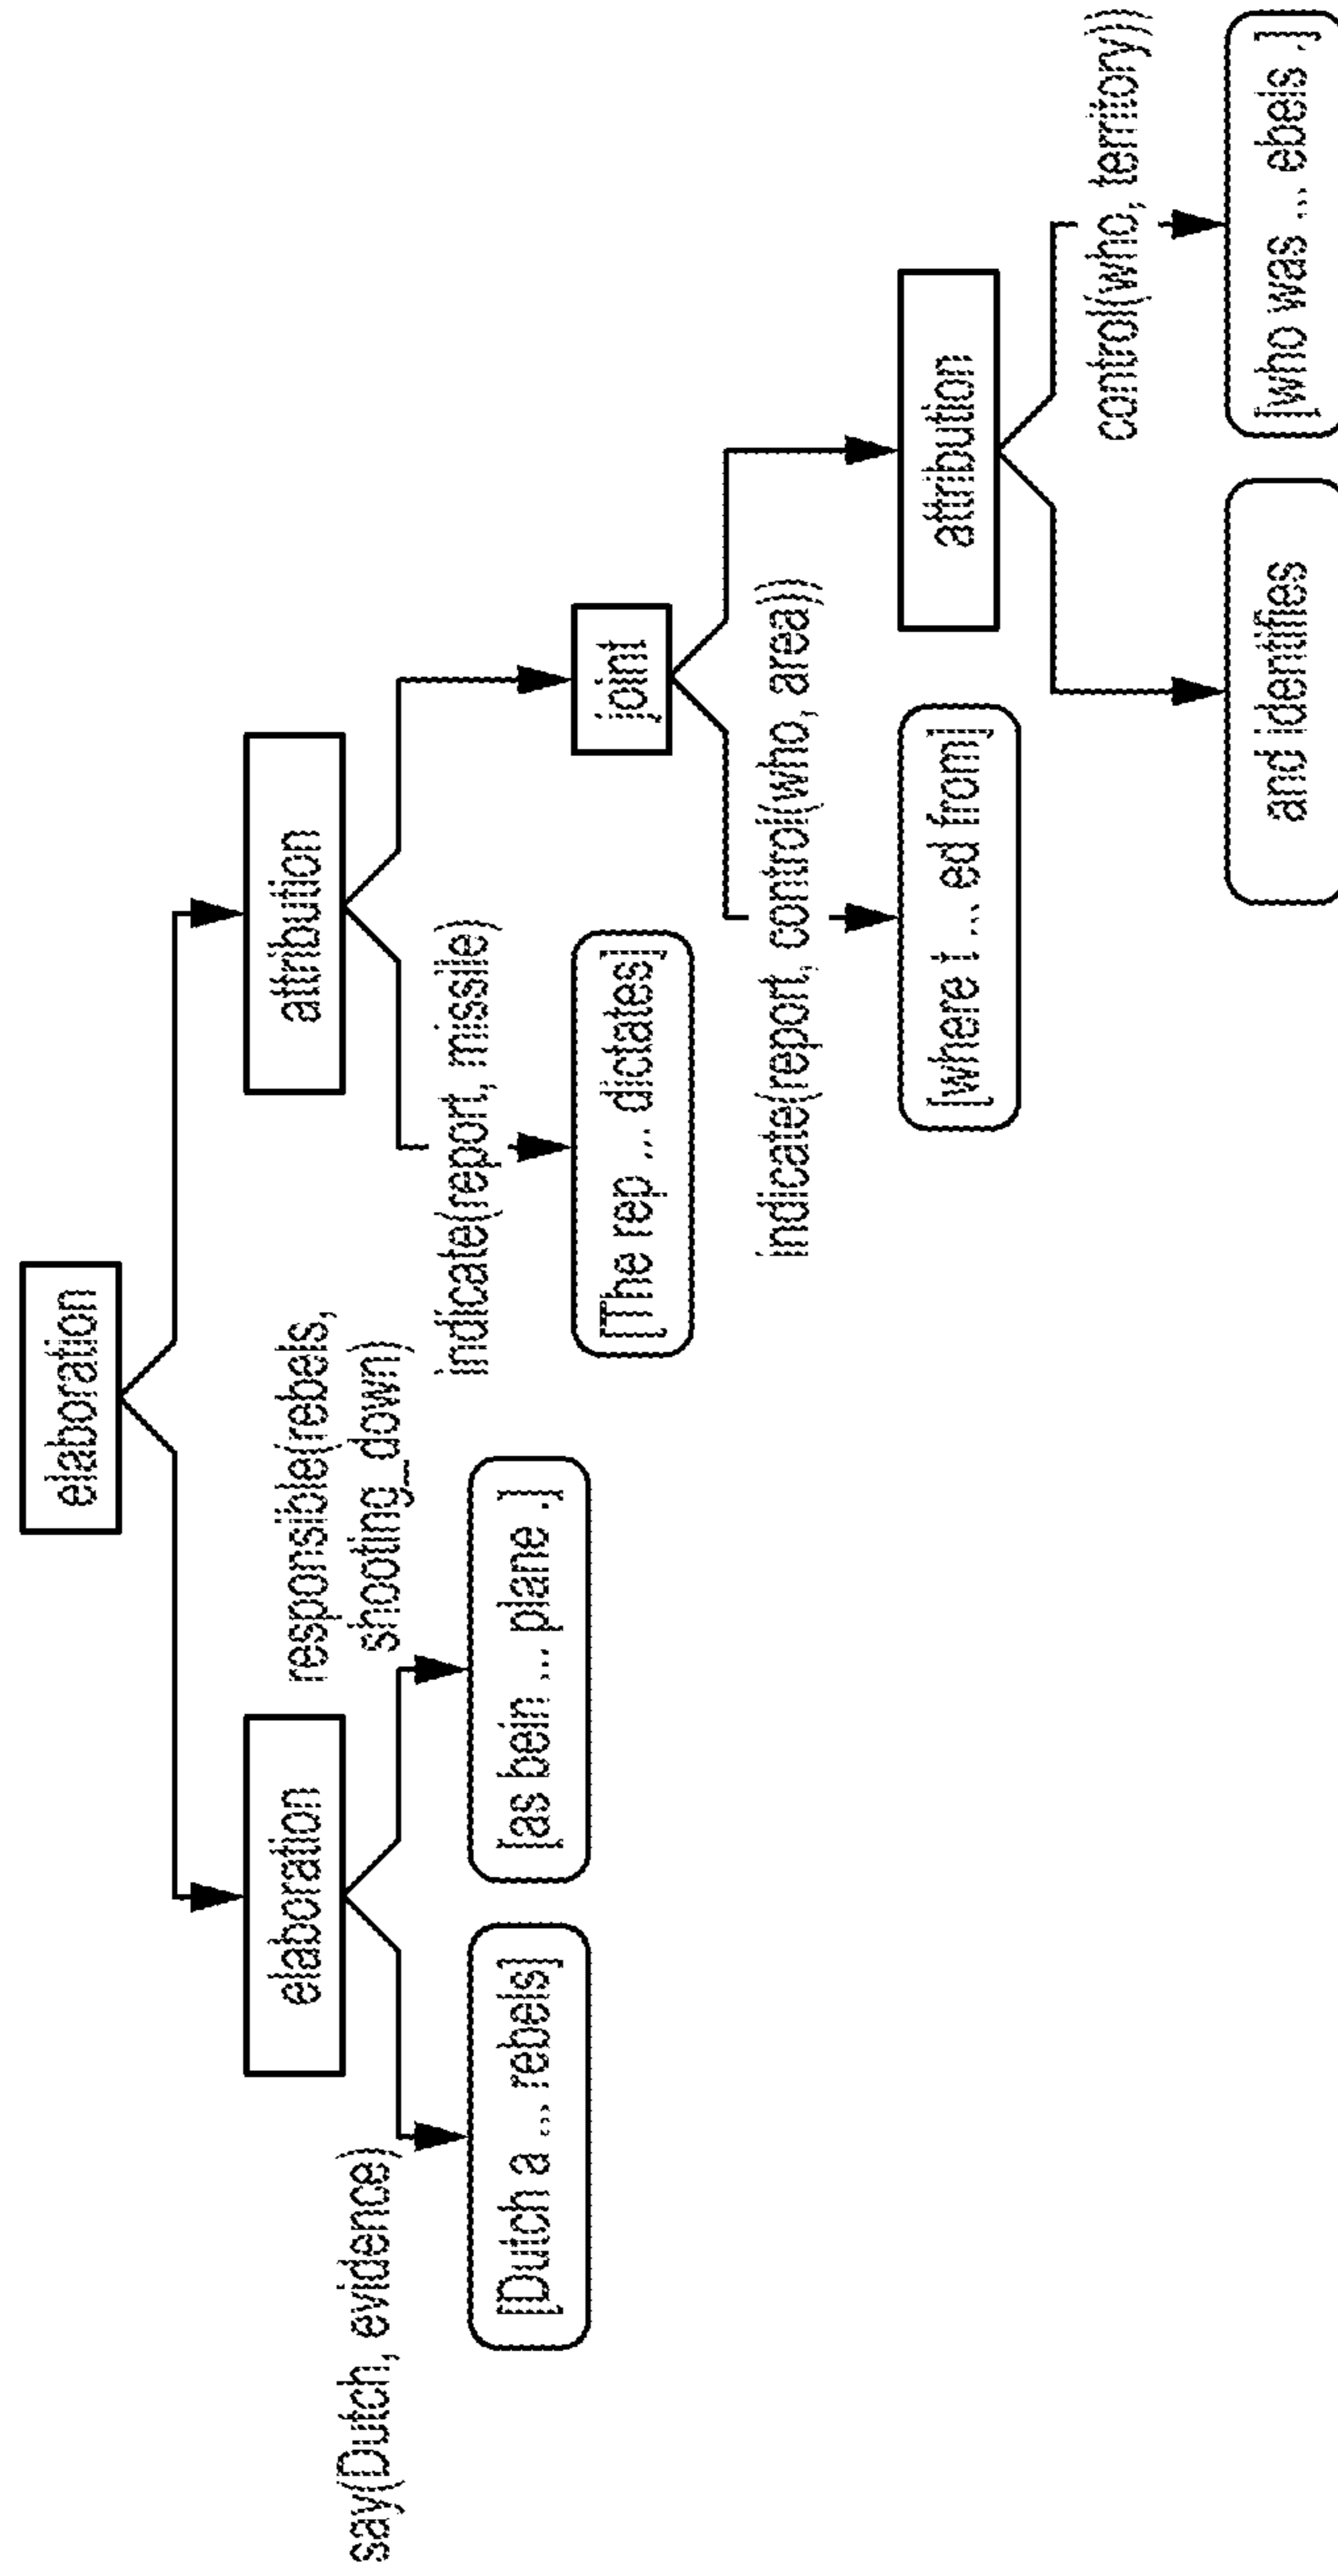 elaboration
elaboration
attribution
say(Dutch, evidence)
responsible(rebels,
shooting_down)
indicate(report, missile)
[Dutch a ... rebels]
[as bein ... plane .]
[The rep ... dictates]
joint
indicate(report, control(who, area))
[where t ... ed from]
attribution
control(who, territory))
and identifies
[who was ... ebels .]